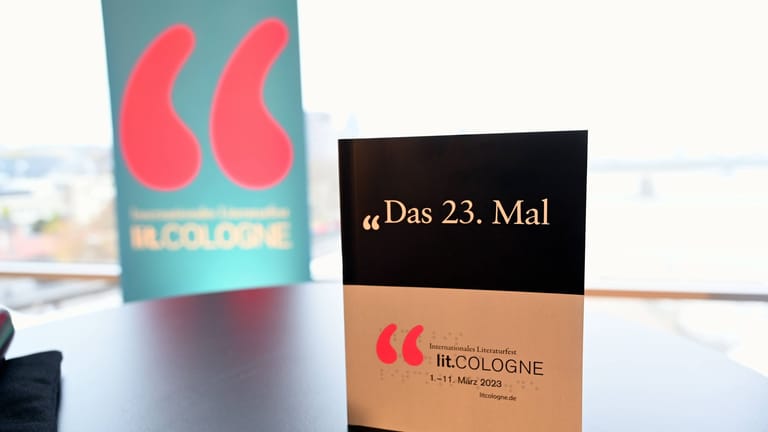 Internationales Literaturfest
lit.COLOGNE
“Das 23. Mal
Internationales Literaturfest
lit.COLOGNE
1. – 11. März 2023
litcologne.de